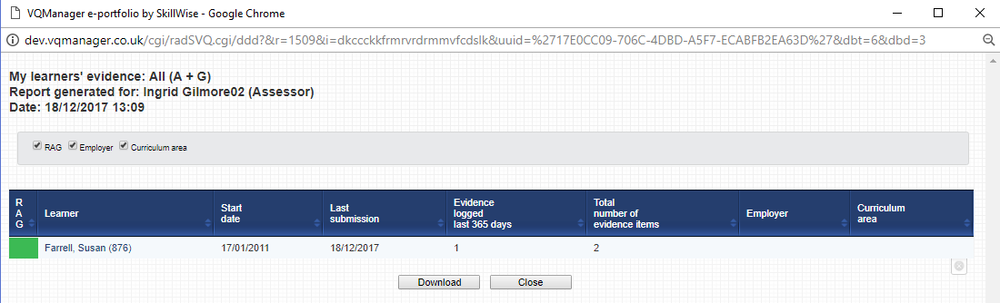 VQManager e-portfolio by SkillWise - Google Chrome
dev.vqmanager.co.uk/cgi/radSVQ.cgi/ddd?&r=1509&i=dkccckkfrmrvrdrmmvfcdslk&uuid=%2717E0CC09-706C-4DBD-A5F7-ECABFB2EA63D%27&dbt=6&dbd=3
My learners' evidence: All (A + G)
Report generated for: Ingrid Gilmore02 (Assessor)
Date: 18/12/2017 13:09
RAG Employer Curriculum area
R A G
Learner
Start date
Last submission
Evidence logged last 365 days
Total number of evidence items
Employer
Curriculum area
Farrell, Susan (876) 17/01/2011 18/12/2017 1 2
Download Close